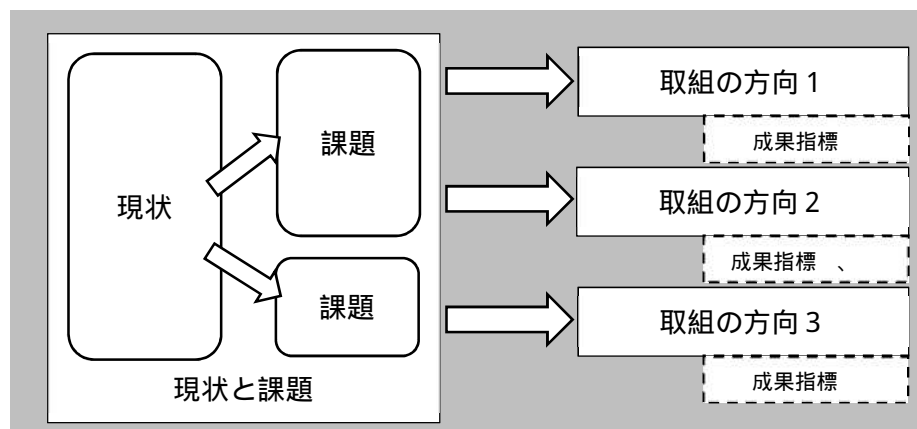 現状
課題
課題
現状と課題
取組の方向1
成果指標
取組の方向2
成果指標 、
取組の方向3
成果指標